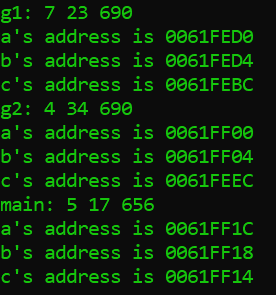 g1: 7 23 690
a's address is 0061FED0
b's address is 0061FED4
c's address is 0061FEBC
g2: 4 34 690
a's address is 0061FF00
b's address is 0061FF04
c's address is 0061FEEC
main: 5 17 656
a's address is 0061FF1C
b's address is 0061FF18
c's address is 0061FF14